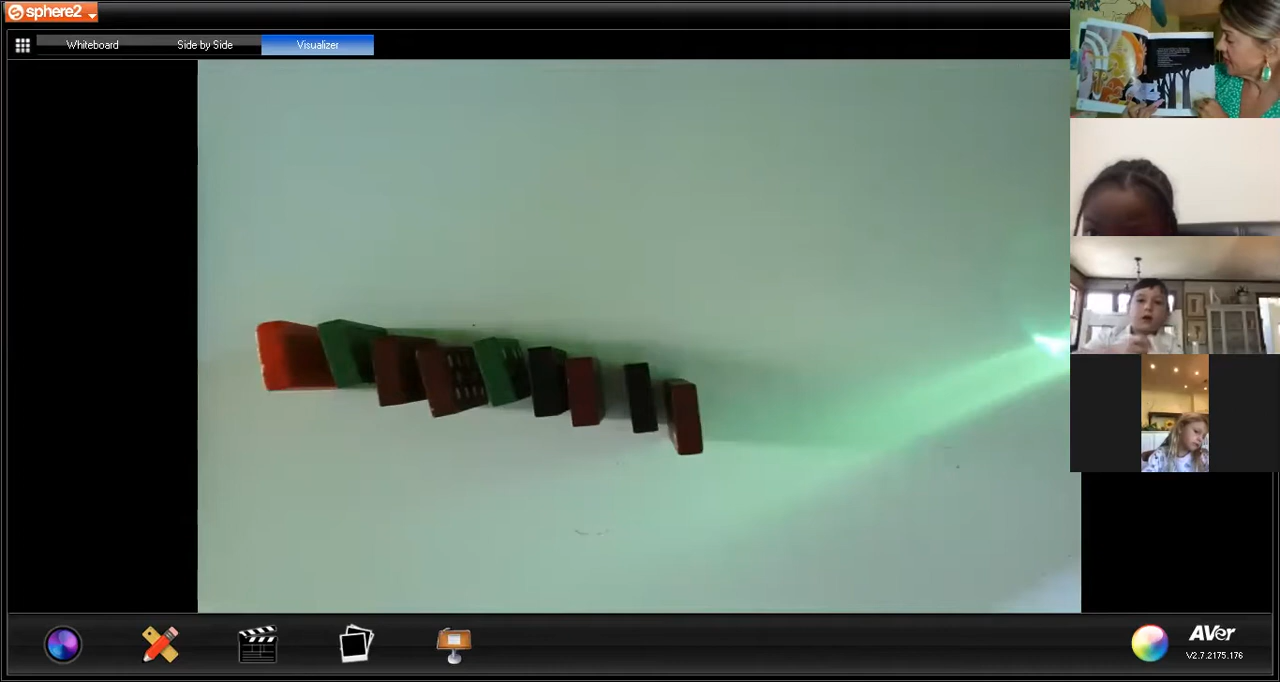 sphere2
Whiteboard
Side by Side
Visualizer
AVer
V2.7.2175.176